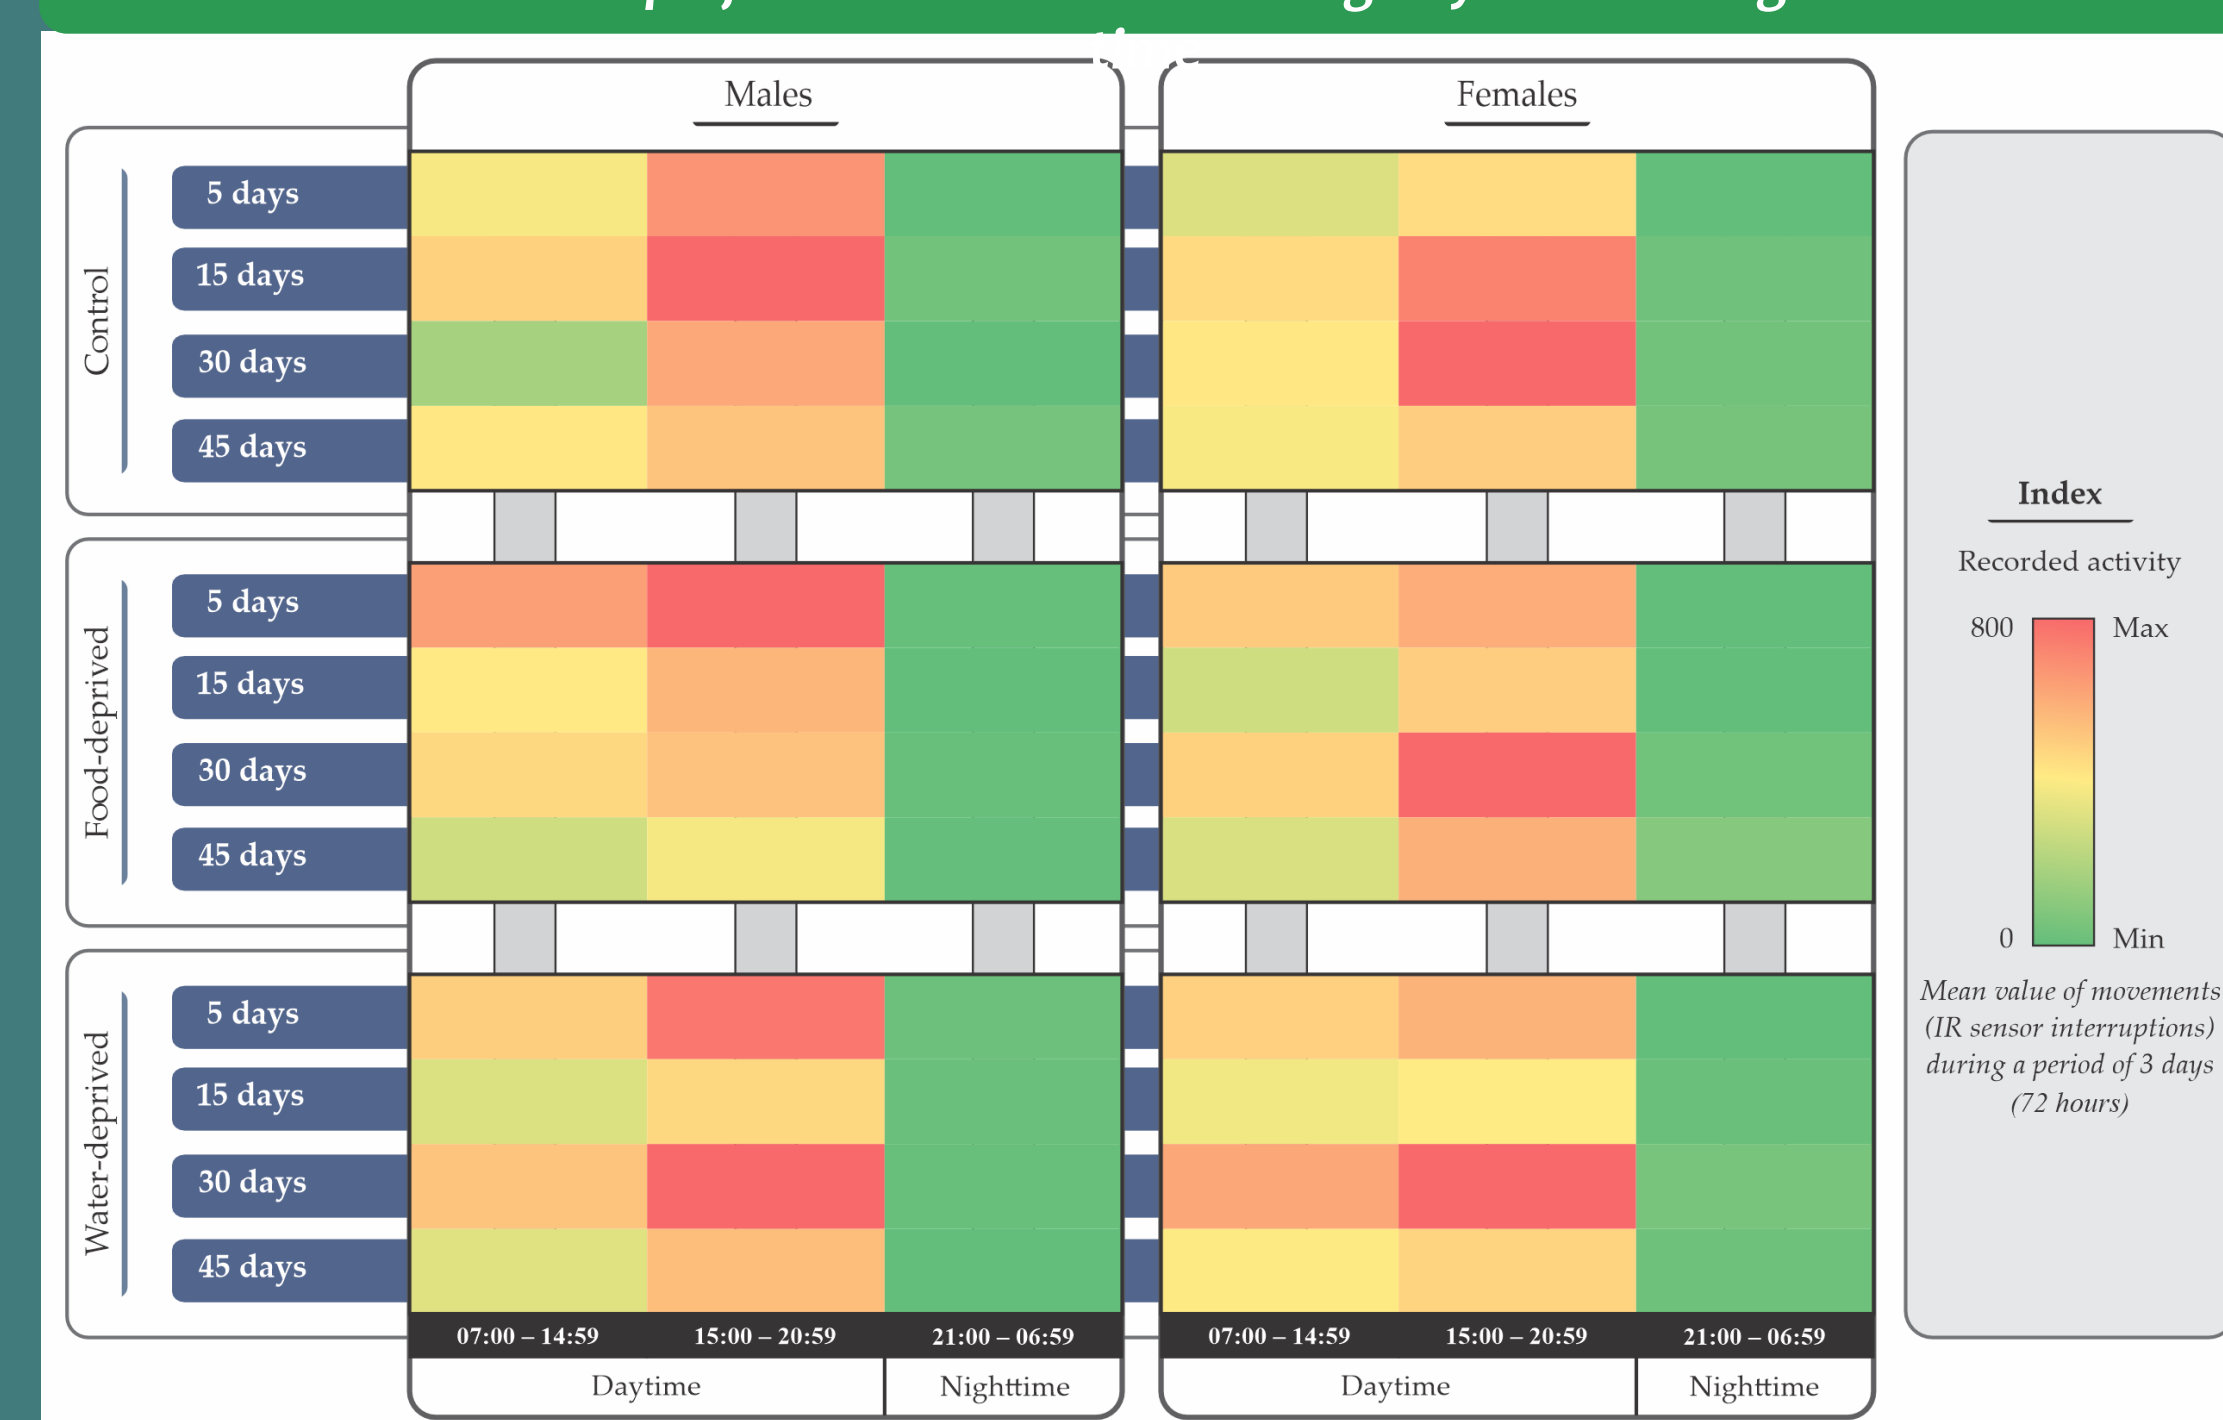 Males
Females
Control
5 days
15 days
30 days
45 days
Food-deprived
5 days
15 days
30 days
45 days
Water-deprived
5 days
15 days
30 days
45 days
07:00 – 14:59 15:00 – 20:59 21:00 – 06:59
07:00 – 14:59 15:00 – 20:59 21:00 – 06:59
Daytime Nighttime
Daytime Nighttime
Index
Recorded activity
800 Max
0 Min
Mean value of movements
(IR sensor interruptions)
during a period of 3 days
(72 hours)